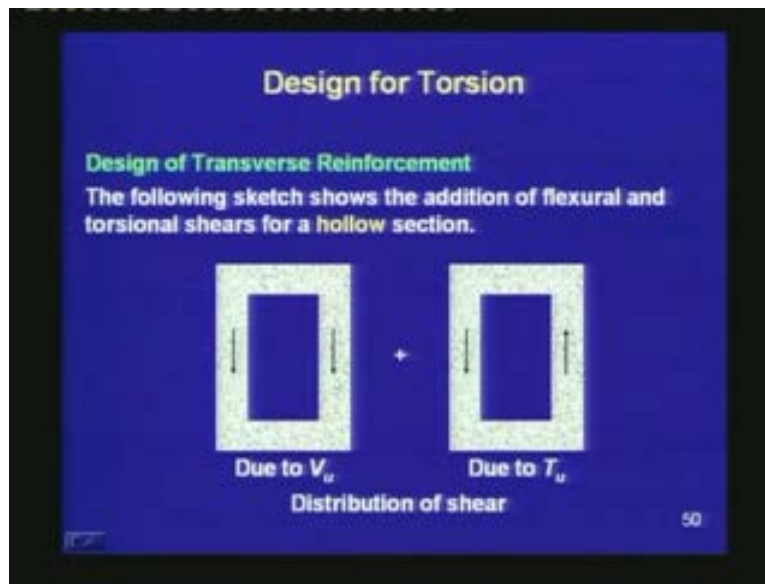 Design for Torsion
Design of Transverse Reinforcement
The following sketch shows the addition of flexural and
torsional shears for a hollow section.
+
Due to Vu
Due to Tu
Distribution of shear
50